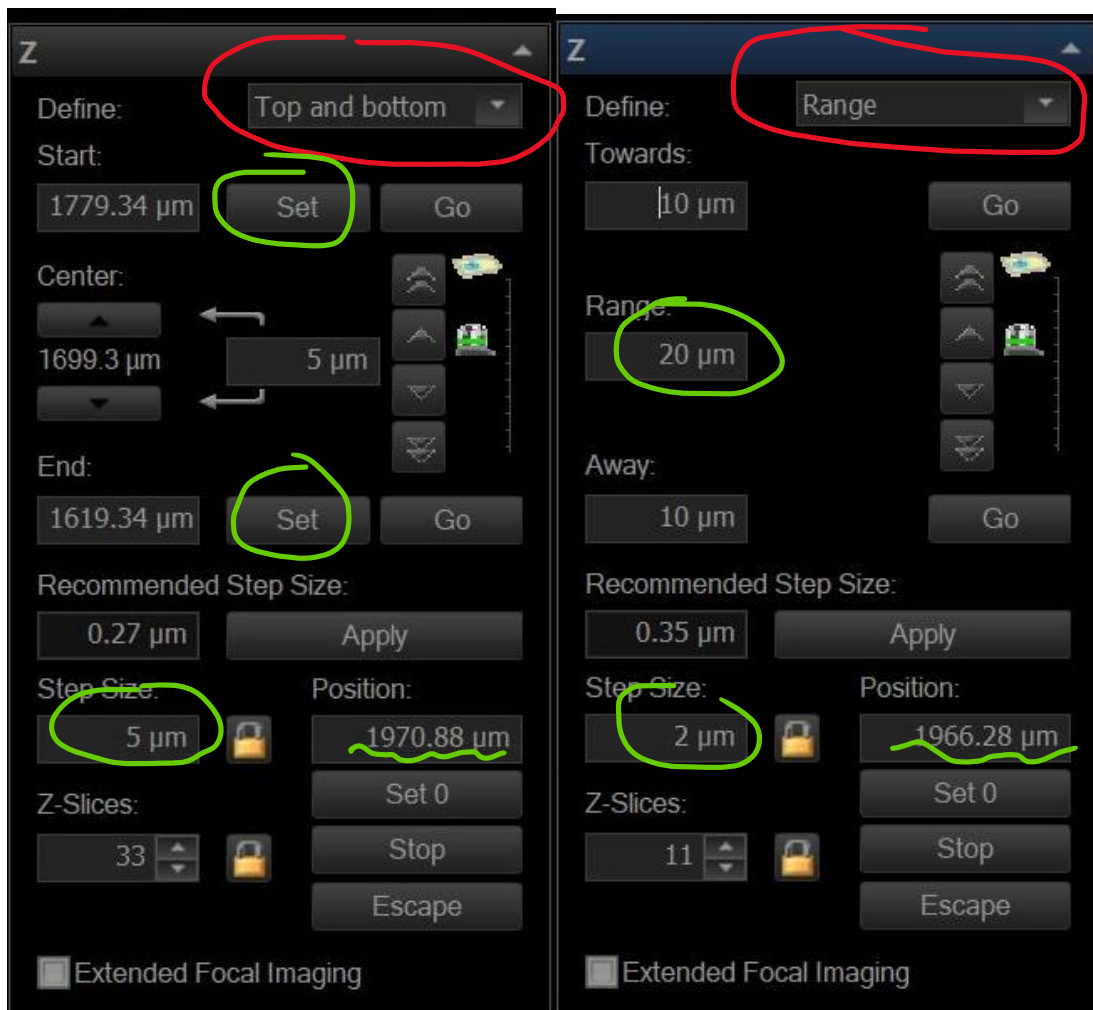 Z
Define: Top and bottom
Start:
1779.34 µm Set Go
Center:
1699.3 µm 5 µm
End:
1619.34 µm Set Go
Recommended Step Size:
0.27 µm Apply
Step Size: Position:
5 µm 1970.88 µm
Set 0
Z-Slices:
33 Stop
Escape
Extended Focal Imaging
Z
Define: Range
Towards:
10 µm Go
Range:
20 µm
Away:
10 µm Go
Recommended Step Size:
0.35 µm Apply
Step Size: Position:
2 µm 1966.28 µm
Set 0
Z-Slices:
11 Stop
Escape
Extended Focal Imaging